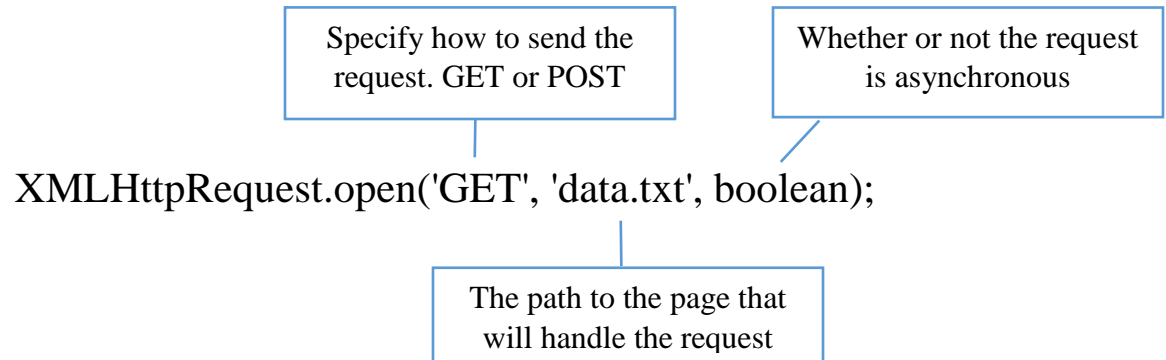 Specify how to send the
request. GET or POST
Whether or not the request
is asynchronous
XMLHttpRequest.open('GET', 'data.txt', boolean);
The path to the page that
will handle the request